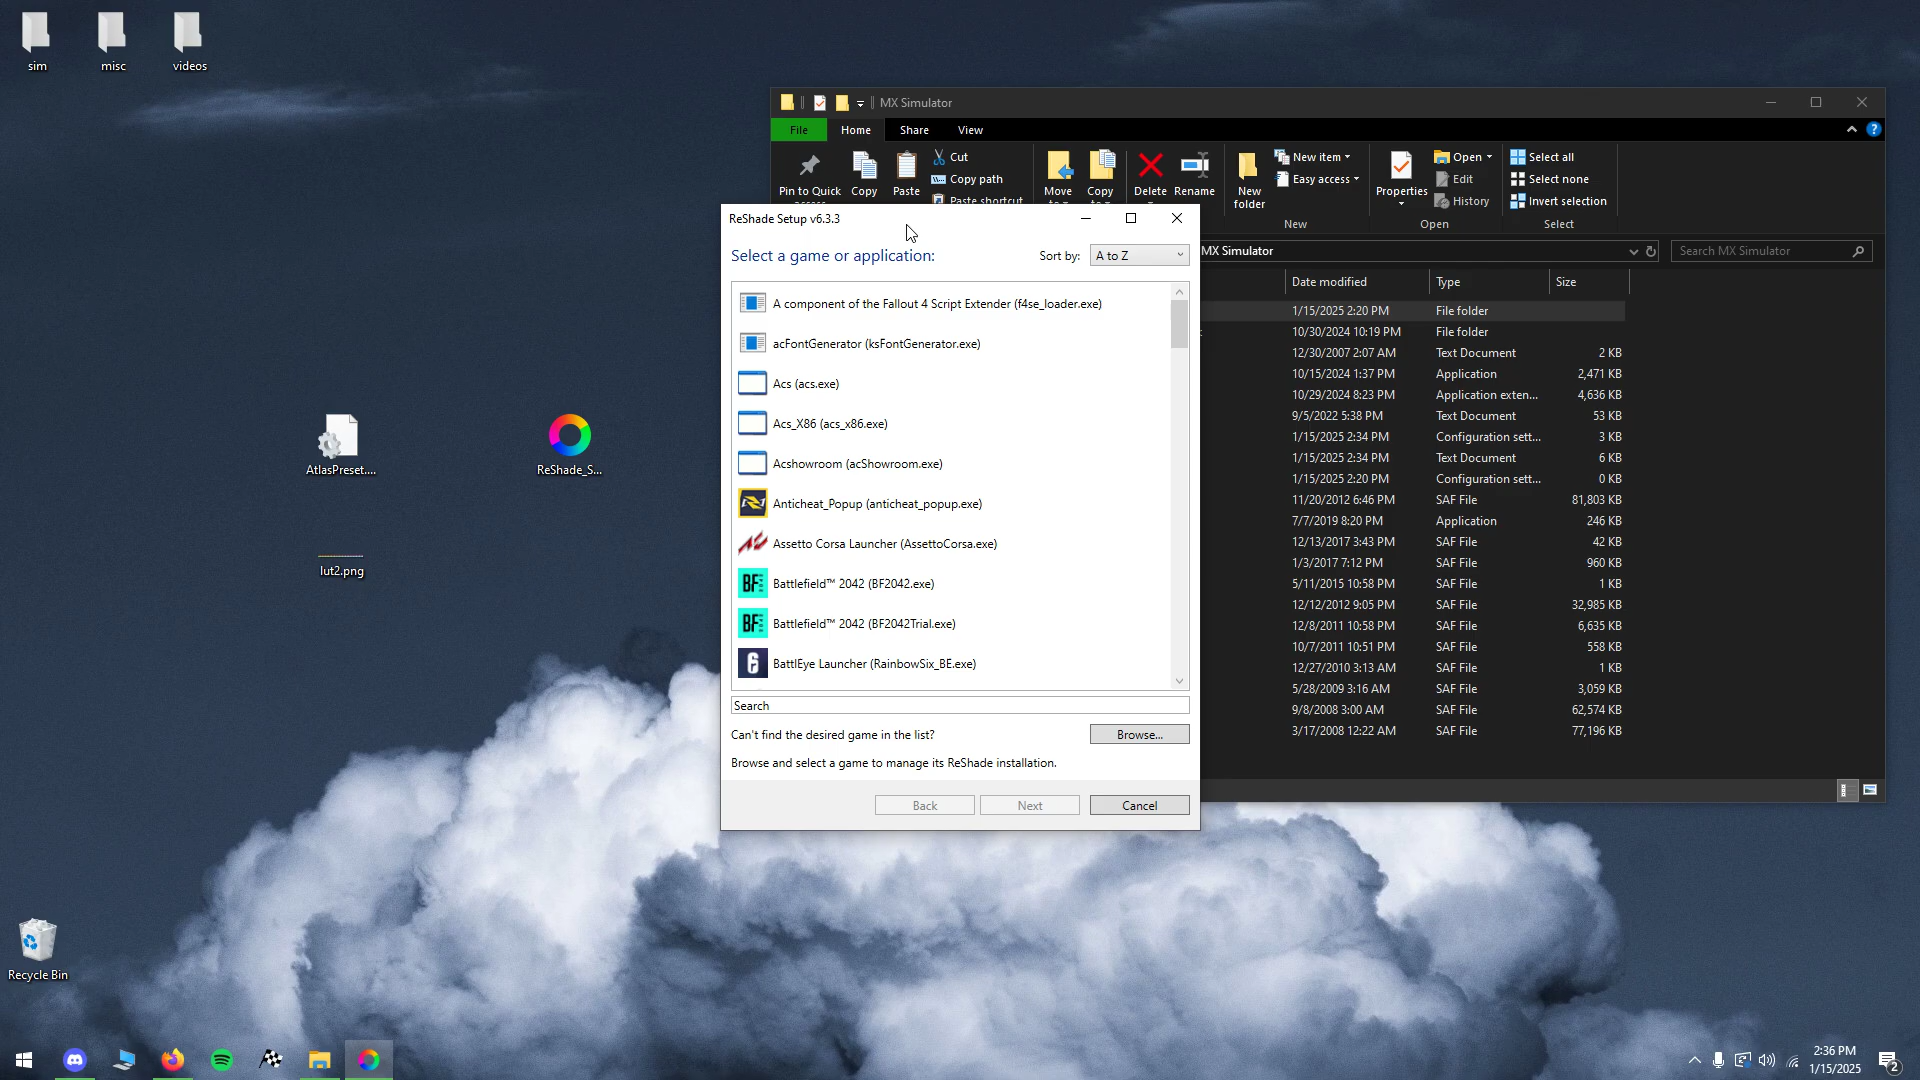 sim
misc
videos
AtlasPreset....
ReShade_S...
lut2.png
Recycle Bin
MX Simulator
File
Home
Share
View
Pin to Quick
Copy
Paste
Cut
Copy path
Paste shortcut
Move
Copy
Delete
Rename
New
folder
New item
Easy access
New
Properties
Open
Edit
History
Open
Select all
Select none
Invert selection
Select
MX Simulator
Search MX Simulator
Date modified Type Size
1/15/2025 2:20 PM File folder
10/30/2024 10:19 PM File folder
12/30/2007 2:07 AM Text Document 2 KB
10/15/2024 1:37 PM Application 2,471 KB
10/29/2024 8:23 PM Application exten... 4,636 KB
9/5/2022 5:38 PM Text Document 53 KB
1/15/2025 2:34 PM Configuration sett... 3 KB
1/15/2025 2:34 PM Text Document 6 KB
1/15/2025 2:20 PM Configuration sett... 0 KB
11/20/2012 6:46 PM SAF File 81,803 KB
7/7/2019 8:20 PM Application 246 KB
12/13/2017 3:43 PM SAF File 42 KB
1/3/2017 7:12 PM SAF File 960 KB
5/11/2015 10:58 PM SAF File 1 KB
12/12/2012 9:05 PM SAF File 32,985 KB
12/8/2011 10:58 PM SAF File 6,635 KB
10/7/2011 10:51 PM SAF File 558 KB
12/27/2010 3:13 AM SAF File 1 KB
5/28/2009 3:16 AM SAF File 3,059 KB
9/8/2008 3:00 AM SAF File 62,574 KB
3/17/2008 12:22 AM SAF File 77,196 KB
ReShade Setup v6.3.3
Select a game or application:
Sort by: A to Z
A component of the Fallout 4 Script Extender (f4se_loader.exe)
acFontGenerator (ksFontGenerator.exe)
Acs (acs.exe)
Acs_X86 (acs_x86.exe)
Acshowroom (acShowroom.exe)
Anticheat_Popup (anticheat_popup.exe)
Assetto Corsa Launcher (AssettoCorsa.exe)
BF Battlefield™ 2042 (BF2042.exe)
BF Battlefield™ 2042 (BF2042Trial.exe)
6 BattlEye Launcher (RainbowSix_BE.exe)
Search
Can't find the desired game in the list?
Browse...
Browse and select a game to manage its ReShade installation.
Back
Next
Cancel
2:36 PM
1/15/2025
2